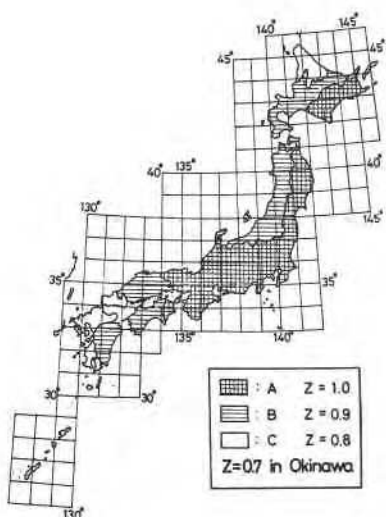 140° 145°
45° 45°
40° 135° 40°
130° 145°
35° 35°
135° 140°
30° 30°
: A Z = 1.0
: B Z = 0.9
: C Z = 0.8
Z=0.7 in Okinawa
130°